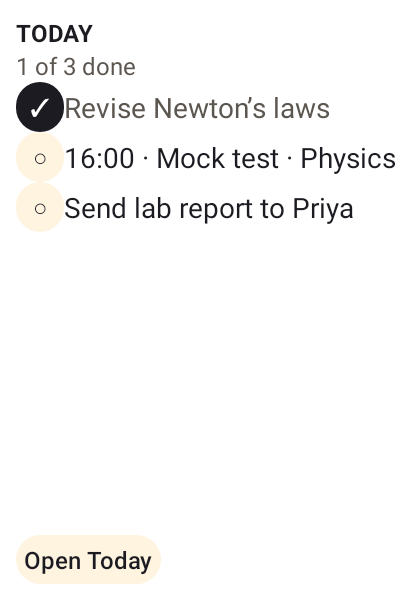 TODAY
1 of 3 done
✓ Revise Newton’s laws
○ 16:00 · Mock test · Physics
○ Send lab report to Priya
Open Today